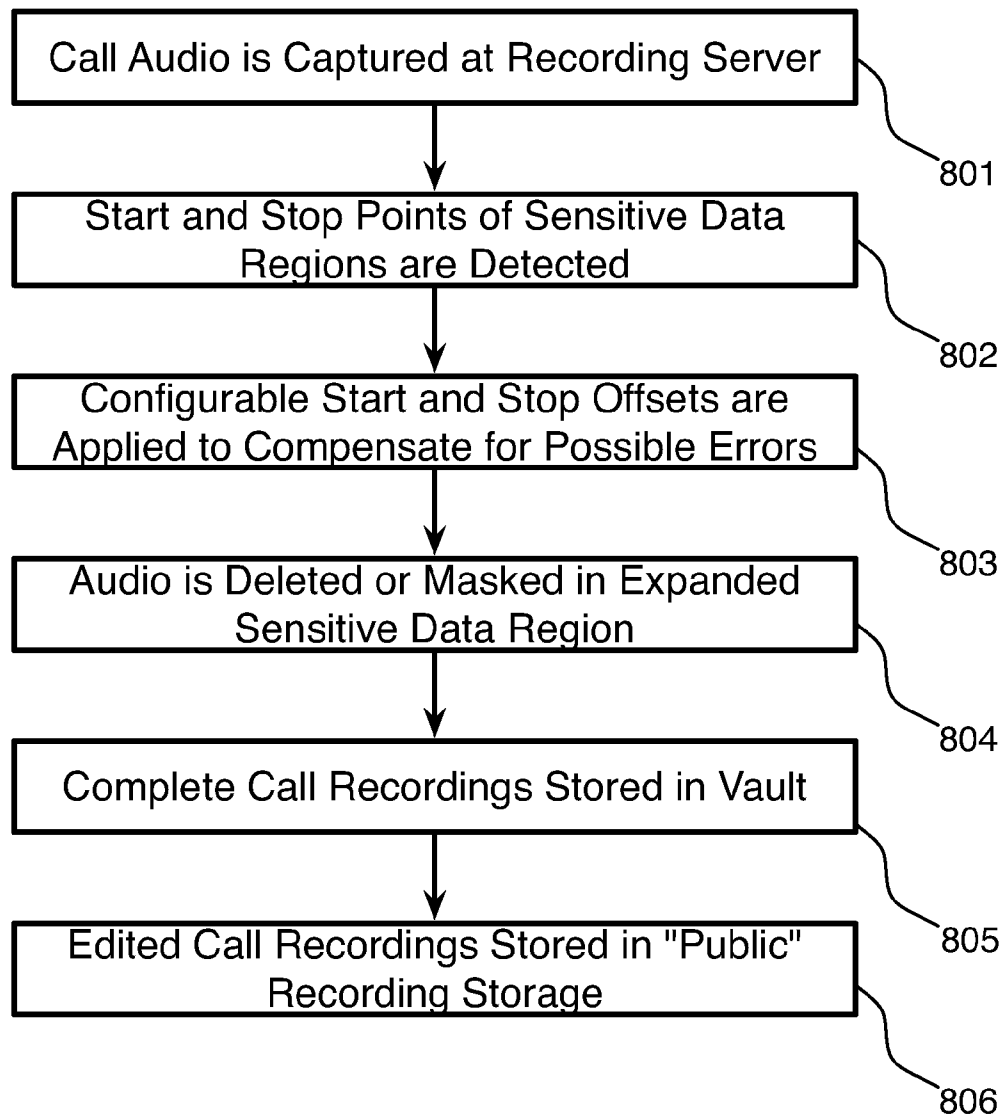 Call Audio is Captured at Recording Server
801
Start and Stop Points of Sensitive Data
Regions are Detected
802
Configurable Start and Stop Offsets are
Applied to Compensate for Possible Errors
803
Audio is Deleted or Masked in Expanded
Sensitive Data Region
804
Complete Call Recordings Stored in Vault
805
Edited Call Recordings Stored in "Public"
Recording Storage
806